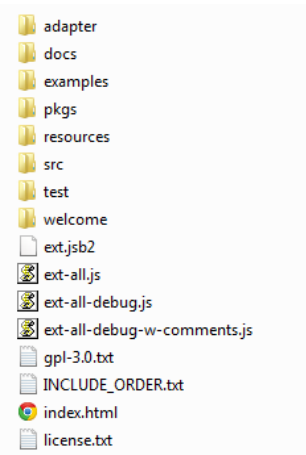 adapter
docs
examples
pkgs
resources
src
test
welcome
ext.jsb2
ext-all.js
ext-all-debug.js
ext-all-debug-w-comments.js
gpl-3.0.txt
INCLUDE_ORDER.txt
index.html
license.txt